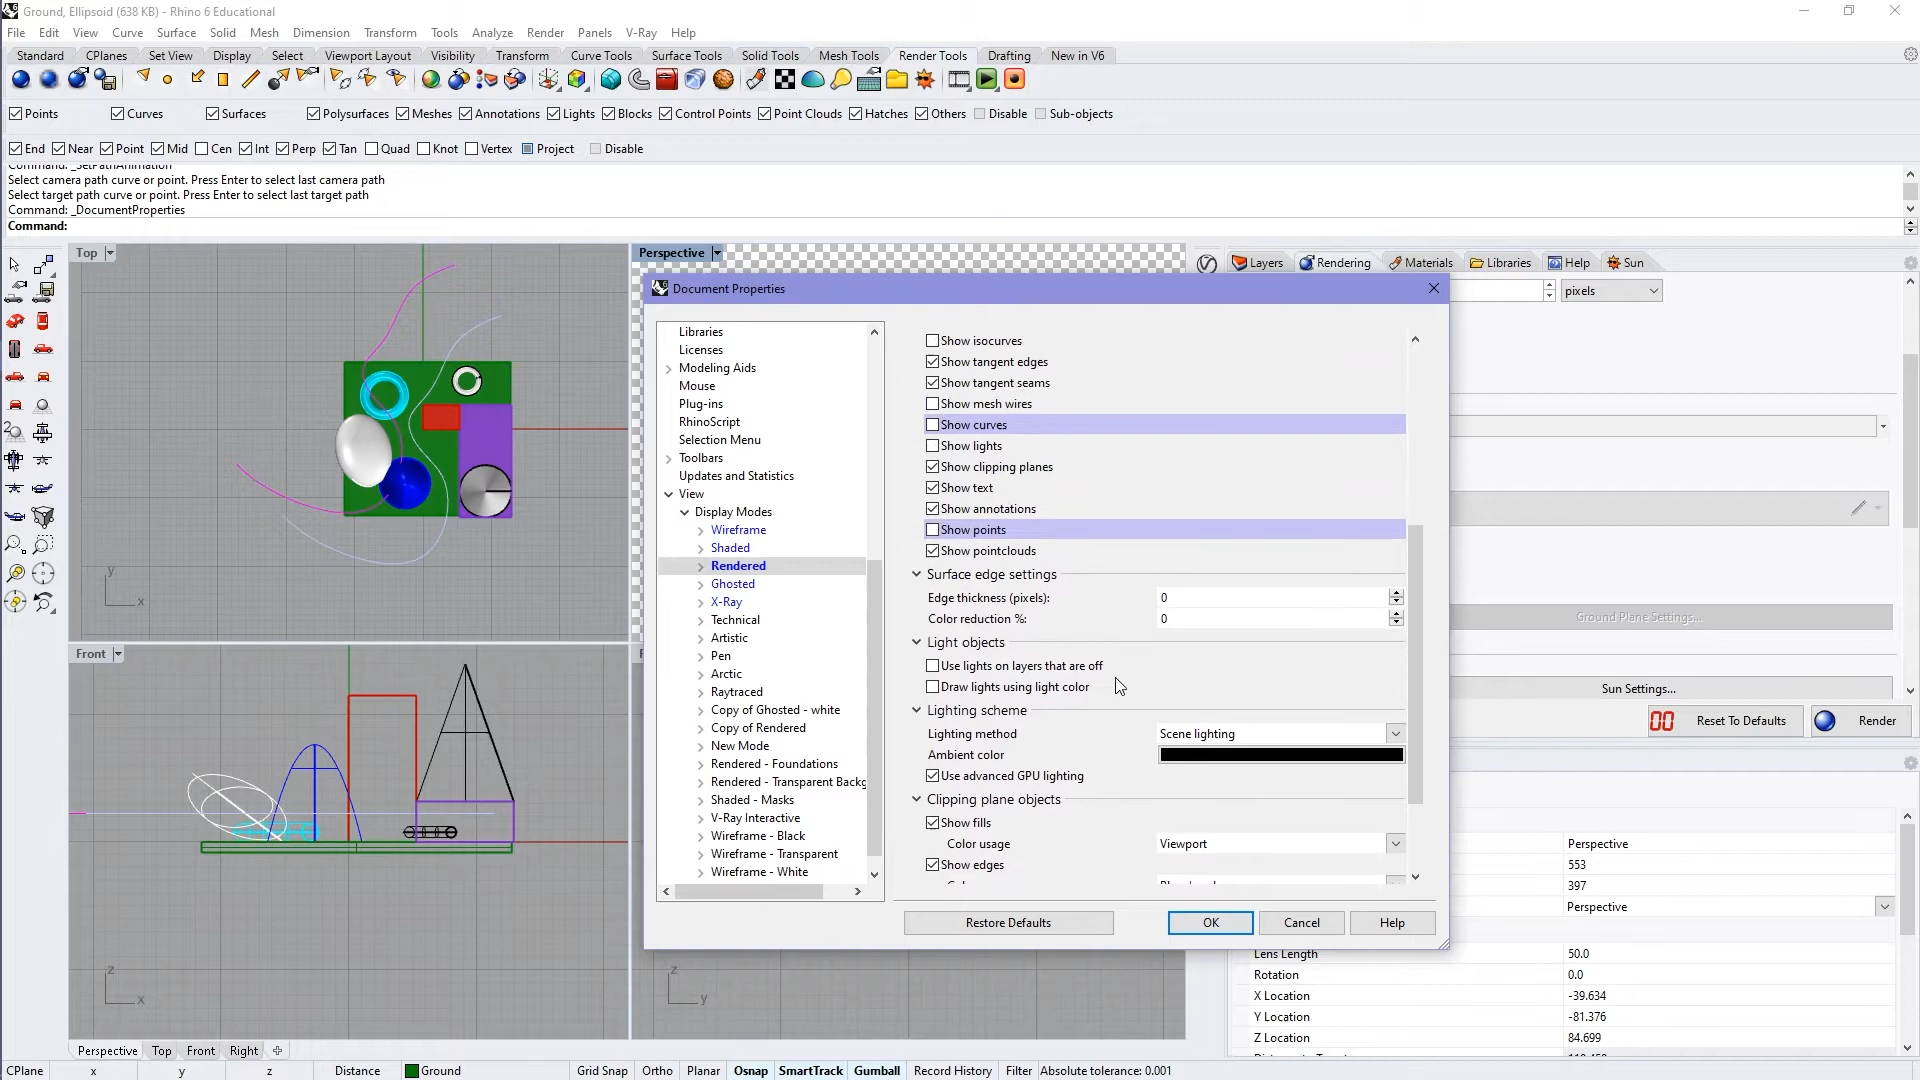 Ground, Ellipsoid (638 KB) - Rhino 6 Educational
File Edit View Curve Surface Solid Mesh Dimension Transform Tools Analyze Render Panels V-Ray Help
Standard CPlanes Set View Display Select Viewport Layout Visibility Transform Curve Tools Surface Tools Solid Tools Mesh Tools Render Tools Drafting New in V6
Points Curves Surfaces Polysurfaces Meshes Annotations Lights Blocks Control Points Point Clouds Hatches Others Disable Sub-objects
End Near Point Mid Cen Int Perp Tan Quad Knot Vertex Project Disable
Command: _SetPathAnimation
Select camera path curve or point. Press Enter to select last camera path
Select target path curve or point. Press Enter to select last target path
Command: _DocumentProperties
Command:
Top
Perspective
Layers Rendering Materials Libraries Help Sun
Document Properties
pixels
Libraries
Licenses
Modeling Aids
Mouse
Plug-ins
RhinoScript
Selection Menu
Toolbars
Updates and Statistics
View
Display Modes
Wireframe
Shaded
Rendered
Ghosted
X-Ray
Technical
Artistic
Pen
Arctic
Raytraced
Copy of Ghosted - white
Copy of Rendered
New Mode
Rendered - Foundations
Rendered - Transparent Backg
Shaded - Masks
V-Ray Interactive
Wireframe - Black
Wireframe - Transparent
Wireframe - White
Show isocurves
Show tangent edges
Show tangent seams
Show mesh wires
Show curves
Show lights
Show clipping planes
Show text
Show annotations
Show points
Show pointclouds
Surface edge settings
Edge thickness (pixels): 0
Color reduction %: 0
Light objects
Use lights on layers that are off
Draw lights using light color
Lighting scheme
Lighting method Scene lighting
Ambient color
Use advanced GPU lighting
Clipping plane objects
Show fills
Color usage Viewport
Show edges
Restore Defaults OK Cancel Help
Ground Plane Settings...
Sun Settings...
Reset To Defaults Render
Perspective
553
397
Perspective
Lens Length 50.0
Rotation 0.0
X Location -39.634
Y Location -81.376
Z Location 84.699
y
x
Front
z
x
z
y
Perspective Top Front Right
CPlane x y z Distance Ground Grid Snap Ortho Planar Osnap SmartTrack Gumball Record History Filter Absolute tolerance: 0.001